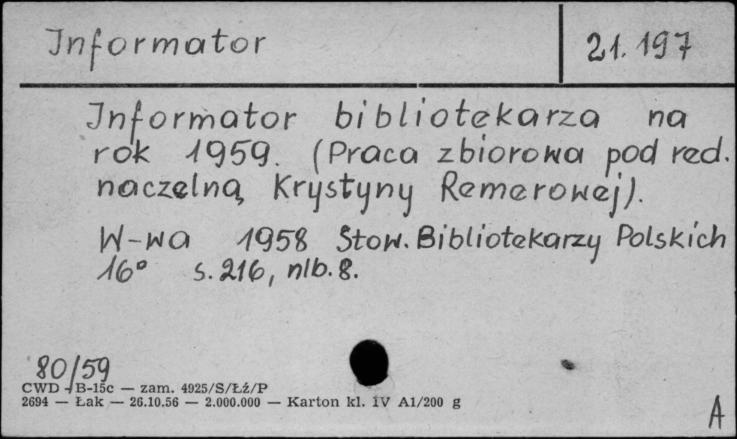 Informator
21.197
Informator bibliotekarza na
rok 1959. (Praca zbiorowa pod red.
naczelną Krystyny Remerowej).
W-wa 1958 Stow. Bibliotekarzy Polskich
16° s. 216, nlb. 8.
80/59
CWD - B-15c — zam. 4925/S/Łź/P
2694 — Łak — 26.10.56 — 2.000.000 — Karton kl. IV A1/200 g
A